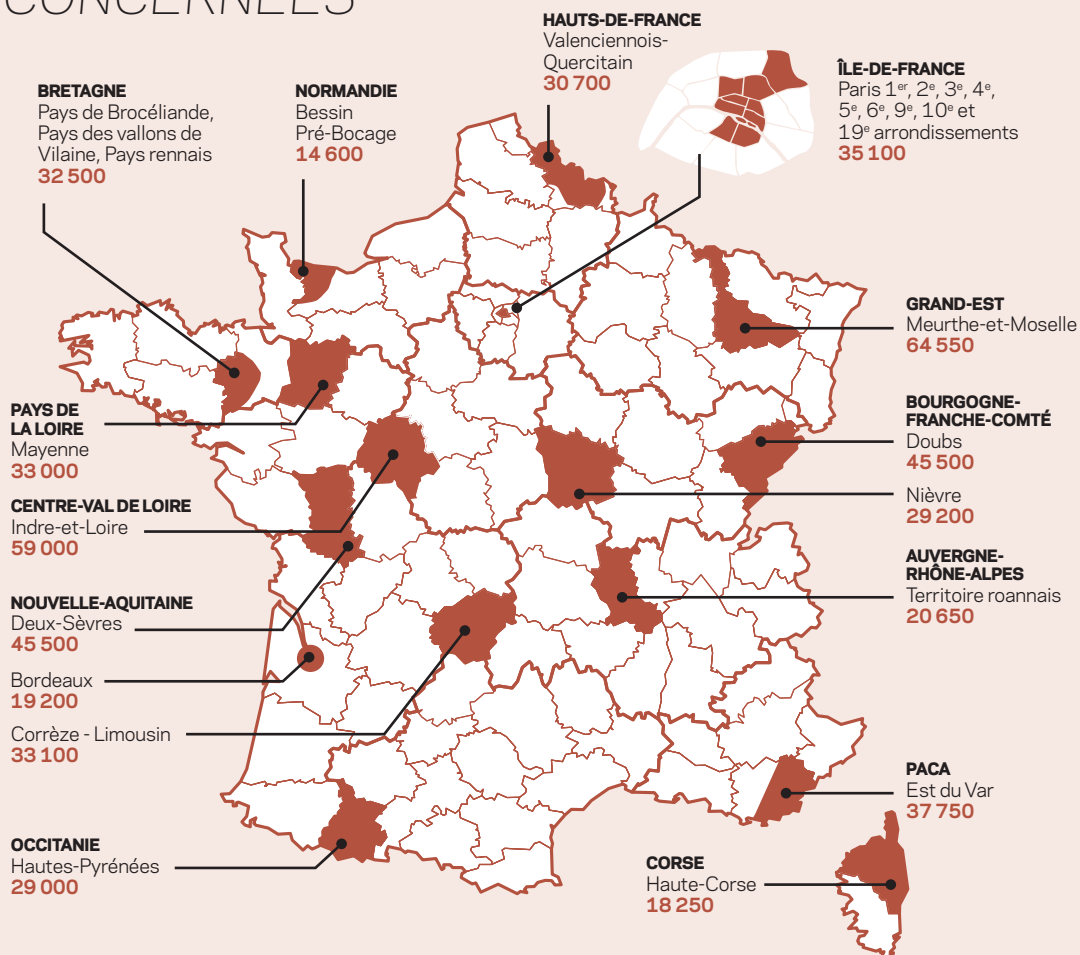 CONCERNÉES
HAUTS-DE-FRANCE
Valenciennois-
Quercitain
30 700
ÎLE-DE-FRANCE
Paris 1er, 2e, 3e, 4e,
5e, 6e, 9e, 10e et
19e arrondissements
35 100
BRETAGNE
Pays de Brocéliande,
Pays des vallons de
Vilaine, Pays rennais
32 500
NORMANDIE
Bessin
Pré-Bocage
14 600
GRAND-EST
Meurthe-et-Moselle
64 550
PAYS DE
LA LOIRE
Mayenne
33 000
BOURGOGNE-
FRANCHE-COMTÉ
Doubs
45 500
Nièvre
29 200
CENTRE-VAL DE LOIRE
Indre-et-Loire
59 000
AUVERGNE-
RHÔNE-ALPES
Territoire roannais
20 650
NOUVELLE-AQUITAINE
Deux-Sèvres
45 500
Bordeaux
19 200
Corrèze - Limousin
33 100
PACA
Est du Var
37 750
OCCITANIE
Hautes-Pyrénées
29 000
CORSE
Haute-Corse
18 250